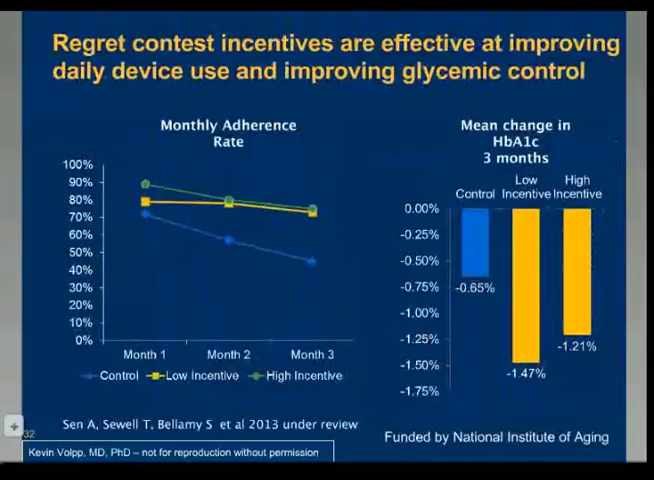 Regret contest incentives are effective at improving
daily device use and improving glycemic control
Monthly Adherence
Rate
100%
90%
80%
70%
60%
50%
40%
30%
20%
10%
0%
Month 1 Month 2 Month 3
Control Low Incentive High Incentive
Mean change in
HbA1c
3 months
Control Low Incentive High Incentive
0.00%
-0.25%
-0.50%
-0.75%
-1.00%
-1.25%
-1.50%
-1.75%
-0.65%
-1.47%
-1.21%
Sen A, Sewell T, Bellamy S et al 2013 under review
Funded by National Institute of Aging
32
Kevin Volpp, MD, PhD – not for reproduction without permission